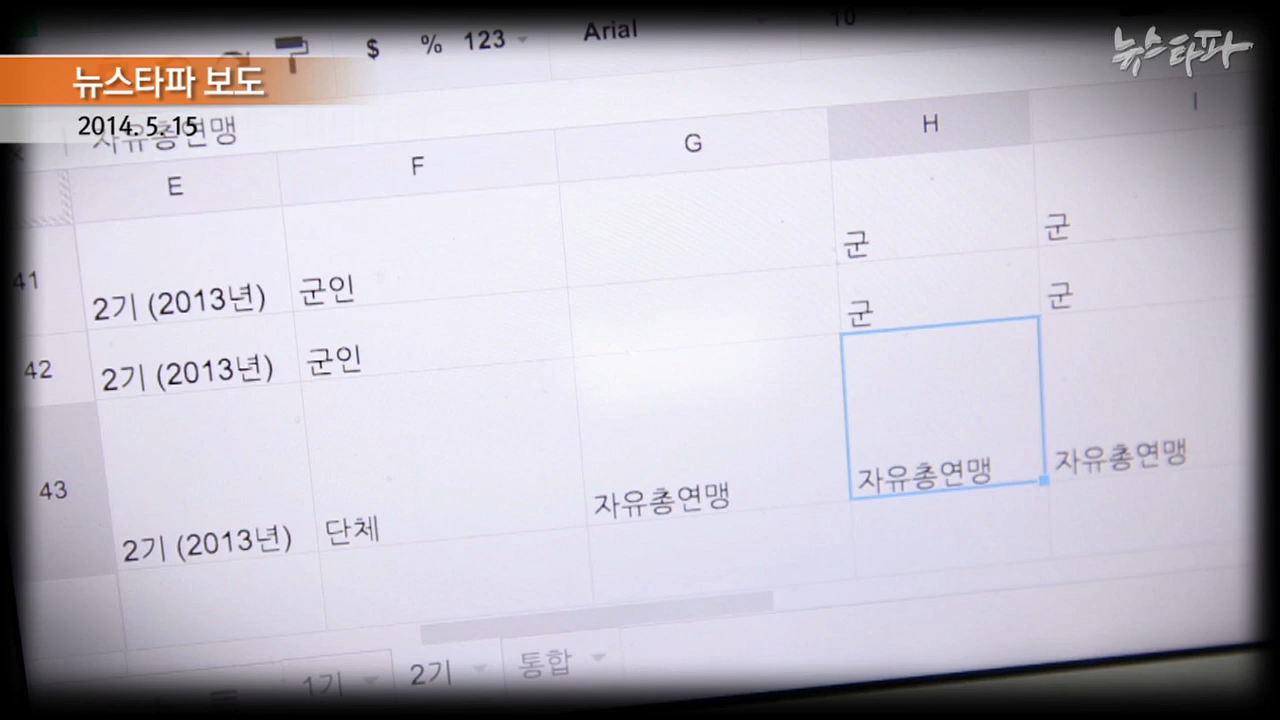 $ % 123 Arial 10
뉴스타파
뉴스타파 보도
2014. 5. 15
자유총연맹
E F G H I
41 2기 (2013년) 군인 군 군
42 2기 (2013년) 군인 군 군
43 2기 (2013년) 단체 자유총연맹 자유총연맹 자유총연맹
1기 2기 통합